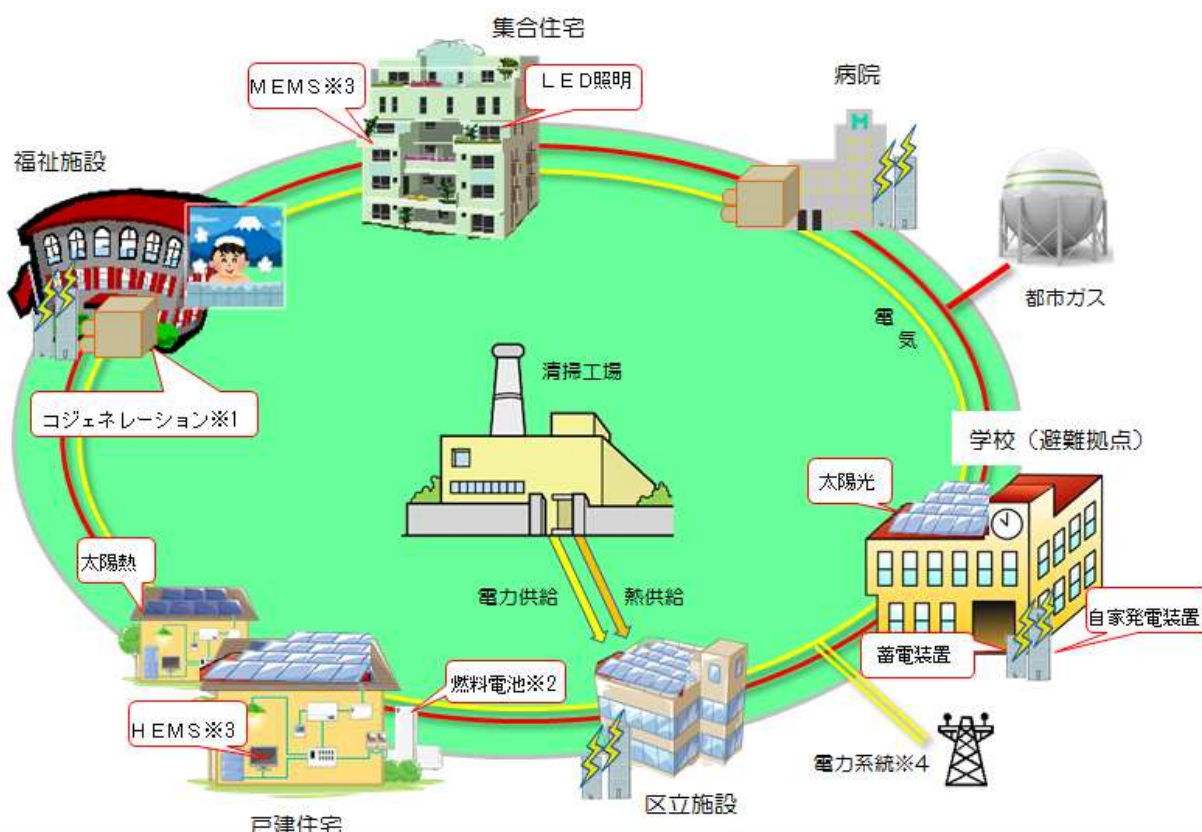 集合住宅
MEMS※3
LED照明
病院
H
福祉施設
都市ガス
電
気
清掃工場
コジェネレーション※1
学校（避難拠点）
太陽光
太陽熱
電力供給
熱供給
自家発電装置
蓄電装置
燃料電池※2
HEMS※3
電力系統※4
区立施設
戸建住宅